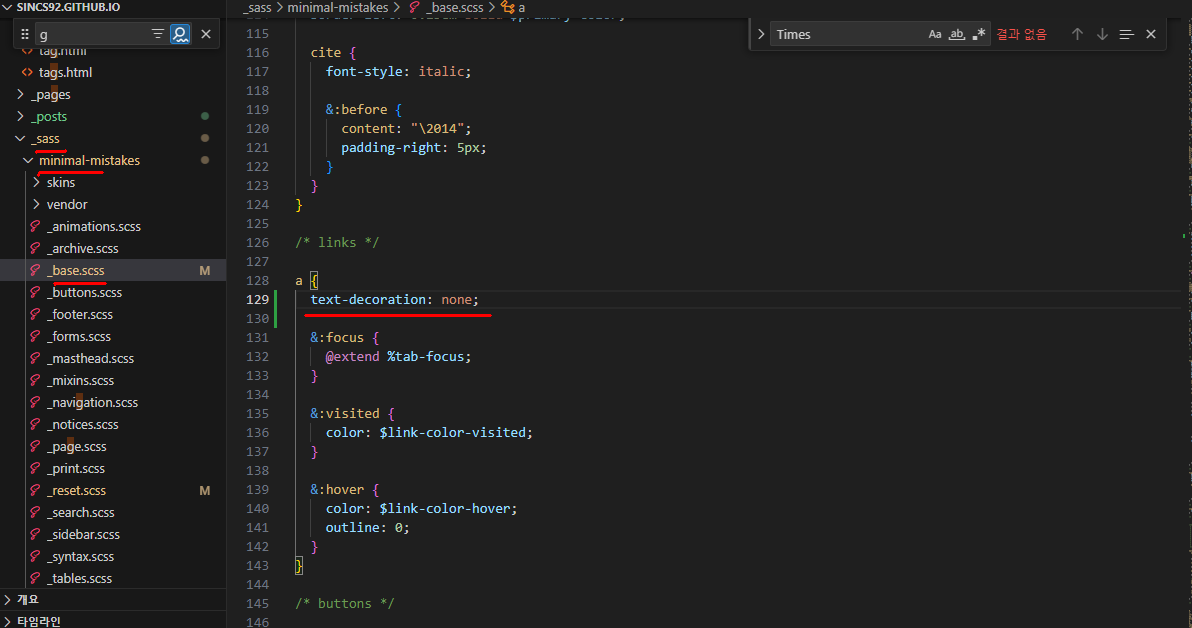 SINCS92.GITHUB.IO
g
tag.html
tags.html
_pages
_posts
_sass
minimal-mistakes
skins
vendor
_animations.scss
_archive.scss
_base.scss M
_buttons.scss
_footer.scss
_forms.scss
_masthead.scss
_mixins.scss
_navigation.scss
_notices.scss
_page.scss
_print.scss
_reset.scss M
_search.scss
_sidebar.scss
_syntax.scss
_tables.scss
개요
타임라인
_sass > minimal-mistakes > _base.scss > a
Times Aa ab .* 결과 없음
115
116 cite {
117 font-style: italic;
118
119 &:before {
120 content: "\2014";
121 padding-right: 5px;
122 }
123 }
124 }
125
126 /* links */
127
128 a {
129 text-decoration: none;
130
131 &:focus {
132 @extend %tab-focus;
133 }
134
135 &:visited {
136 color: $link-color-visited;
137 }
138
139 &:hover {
140 color: $link-color-hover;
141 outline: 0;
142 }
143 }
144
145 /* buttons */
146